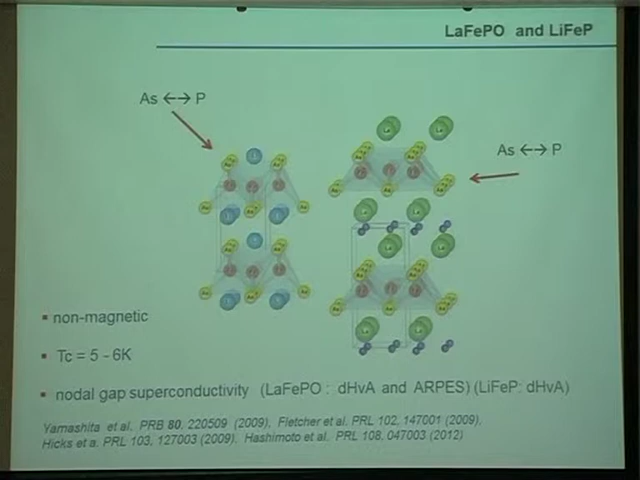 LaFePO and LiFeP
As ←→ P
As ←→ P
▪ non-magnetic
▪ Tc = 5 - 6K
▪ nodal gap superconductivity (LaFePO : dHvA and ARPES) (LiFeP: dHvA)
Yamashita et al. PRB 80, 220509 (2009), Fletcher et al. PRL 102, 147001 (2009),
Hicks et a. PRL 103, 127003 (2009), Hashimoto et al. PRL 108, 047003 (2012)